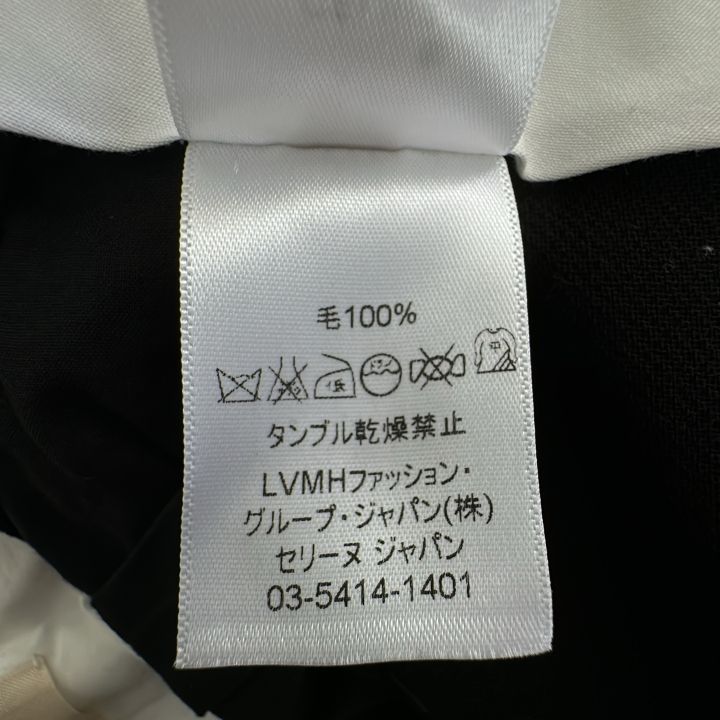 毛100%
低
中
タンブル乾燥禁止
LVMHファッション・
グループ・ジャパン(株)
セリーヌ ジャパン
03-5414-1401